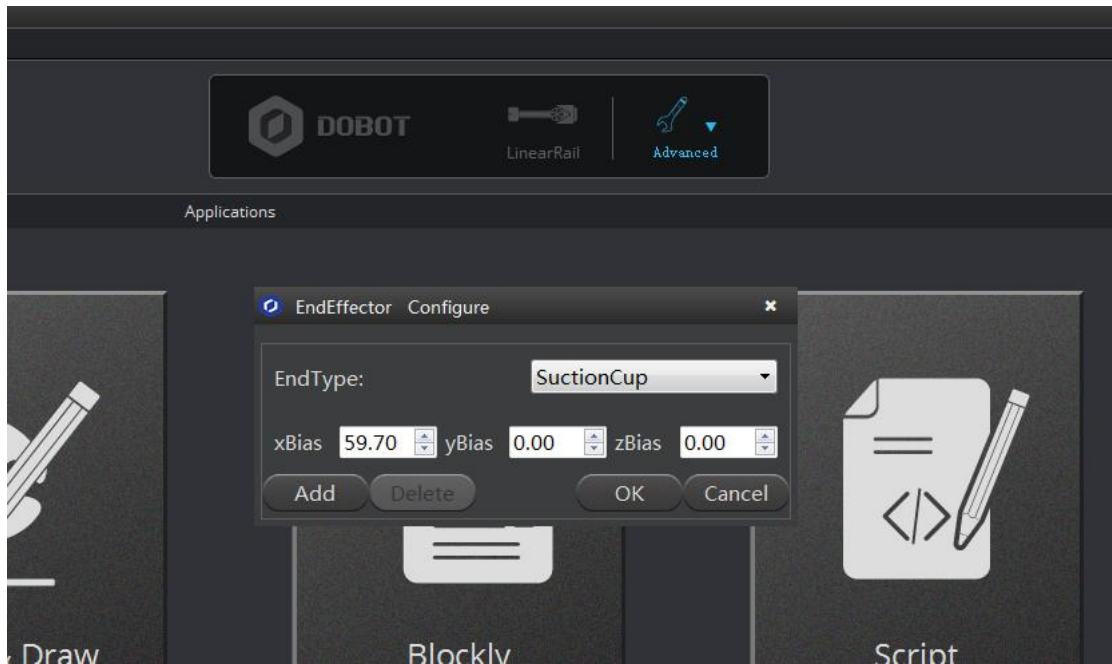 DOBOT
LinearRail
Advanced
Applications
EndEffector Configure
EndType: SuctionCup
xBias 59.70 yBias 0.00 zBias 0.00
Add Delete OK Cancel
</>
Draw Blockly Script